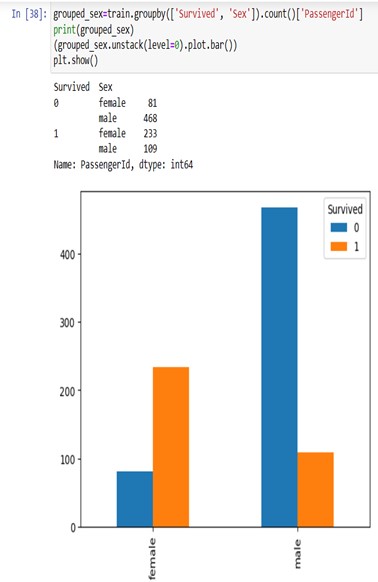 In [38]: grouped_sex=train.groupby(['Survived', 'Sex']).count()['PassengerId']
print(grouped_sex)
(grouped_sex.unstack(level=0).plot.bar())
plt.show()
Survived  Sex
0         female     81
          male      468
1         female    233
          male      109
Name: PassengerId, dtype: int64
Survived
0
1
400
300
200
100
0
female
male